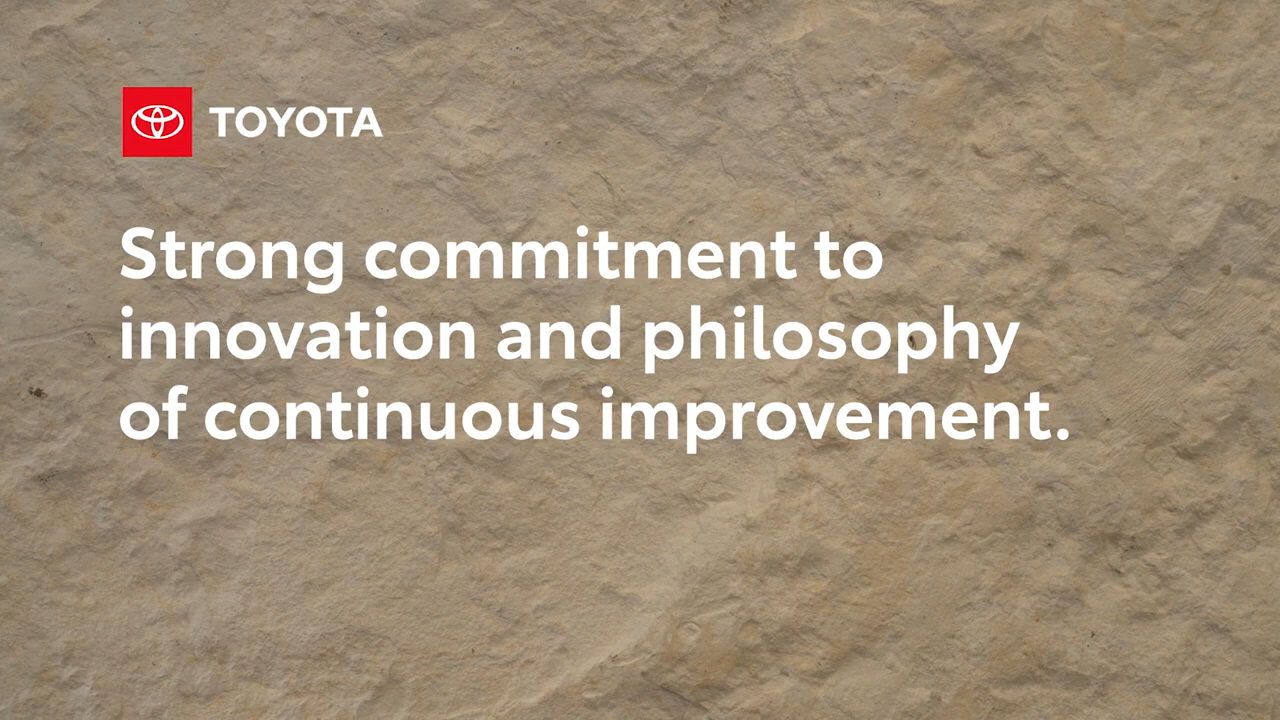 TOYOTA
Strong commitment to
innovation and philosophy
of continuous improvement.